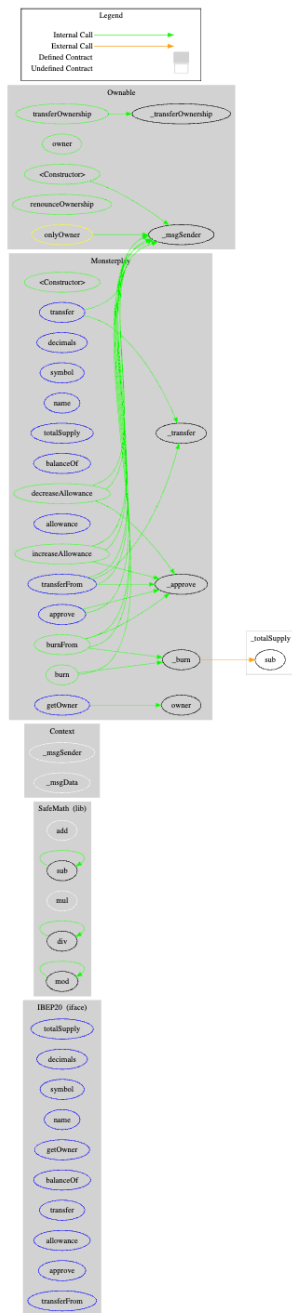 Legend
Internal Call
External Call
Defined Contract
Undefined Contract
Ownable
transferOwnership
_transferOwnership
owner
<Constructor>
renounceOwnership
onlyOwner
_msgSender
Monsterplay
<Constructor>
transfer
decimals
symbol
name
totalSupply
_transfer
balanceOf
decreaseAllowance
allowance
increaseAllowance
transferFrom
_approve
approve
burnFrom
_burn
burn
getOwner
owner
_totalSupply
sub
Context
_msgSender
_msgData
SafeMath (lib)
add
sub
mul
div
mod
IBEP20 (iface)
totalSupply
decimals
symbol
name
getOwner
balanceOf
transfer
allowance
approve
transferFrom